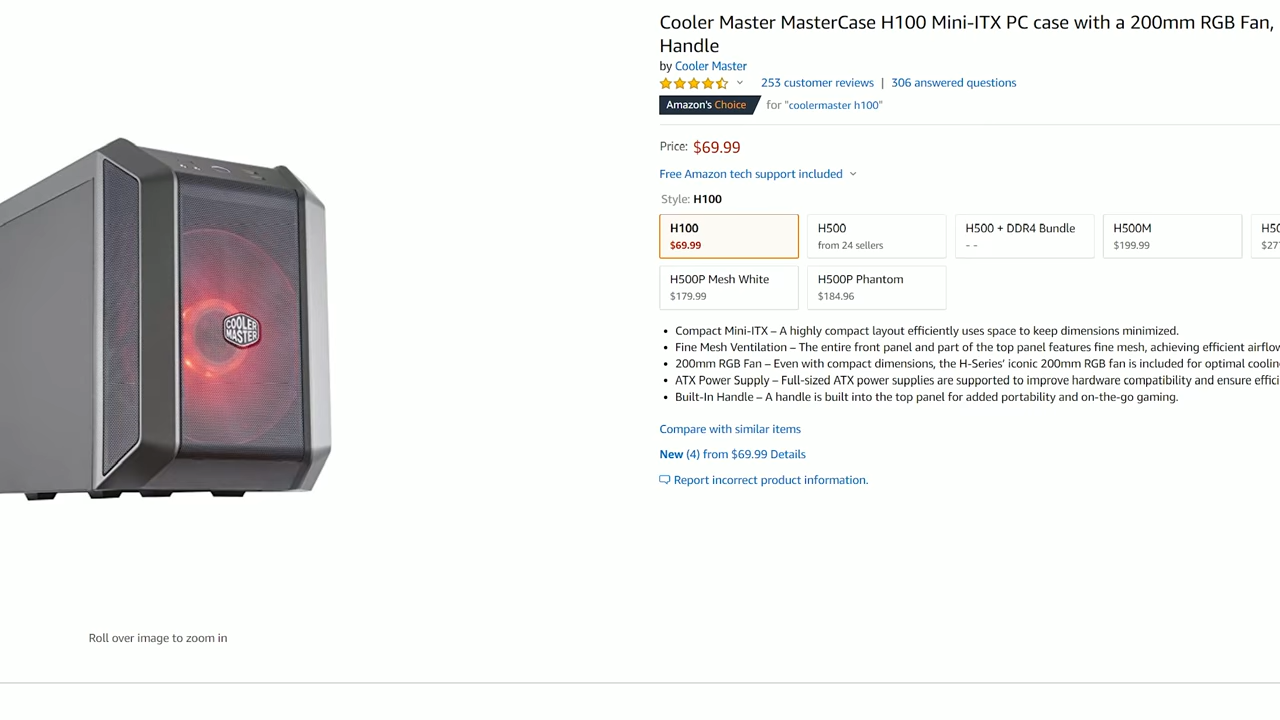 Cooler Master MasterCase H100 Mini-ITX PC case with a 200mm RGB Fan,
Handle
by Cooler Master
253 customer reviews | 306 answered questions
Amazon's Choice for "coolermaster h100"
Price: $69.99
Free Amazon tech support included
Style: H100
H100 H500 H500 + DDR4 Bundle H500M H50
$69.99 from 24 sellers -- $199.99 $277
H500P Mesh White H500P Phantom
$179.99 $184.96
• Compact Mini-ITX – A highly compact layout efficiently uses space to keep dimensions minimized.
• Fine Mesh Ventilation – The entire front panel and part of the top panel features fine mesh, achieving efficient airflow
• 200mm RGB Fan – Even with compact dimensions, the H-Series' iconic 200mm RGB fan is included for optimal coolin
• ATX Power Supply – Full-sized ATX power supplies are supported to improve hardware compatibility and ensure effici
• Built-In Handle – A handle is built into the top panel for added portability and on-the-go gaming.
Compare with similar items
New (4) from $69.99 Details
Report incorrect product information.
COOLER
MASTER
Roll over image to zoom in